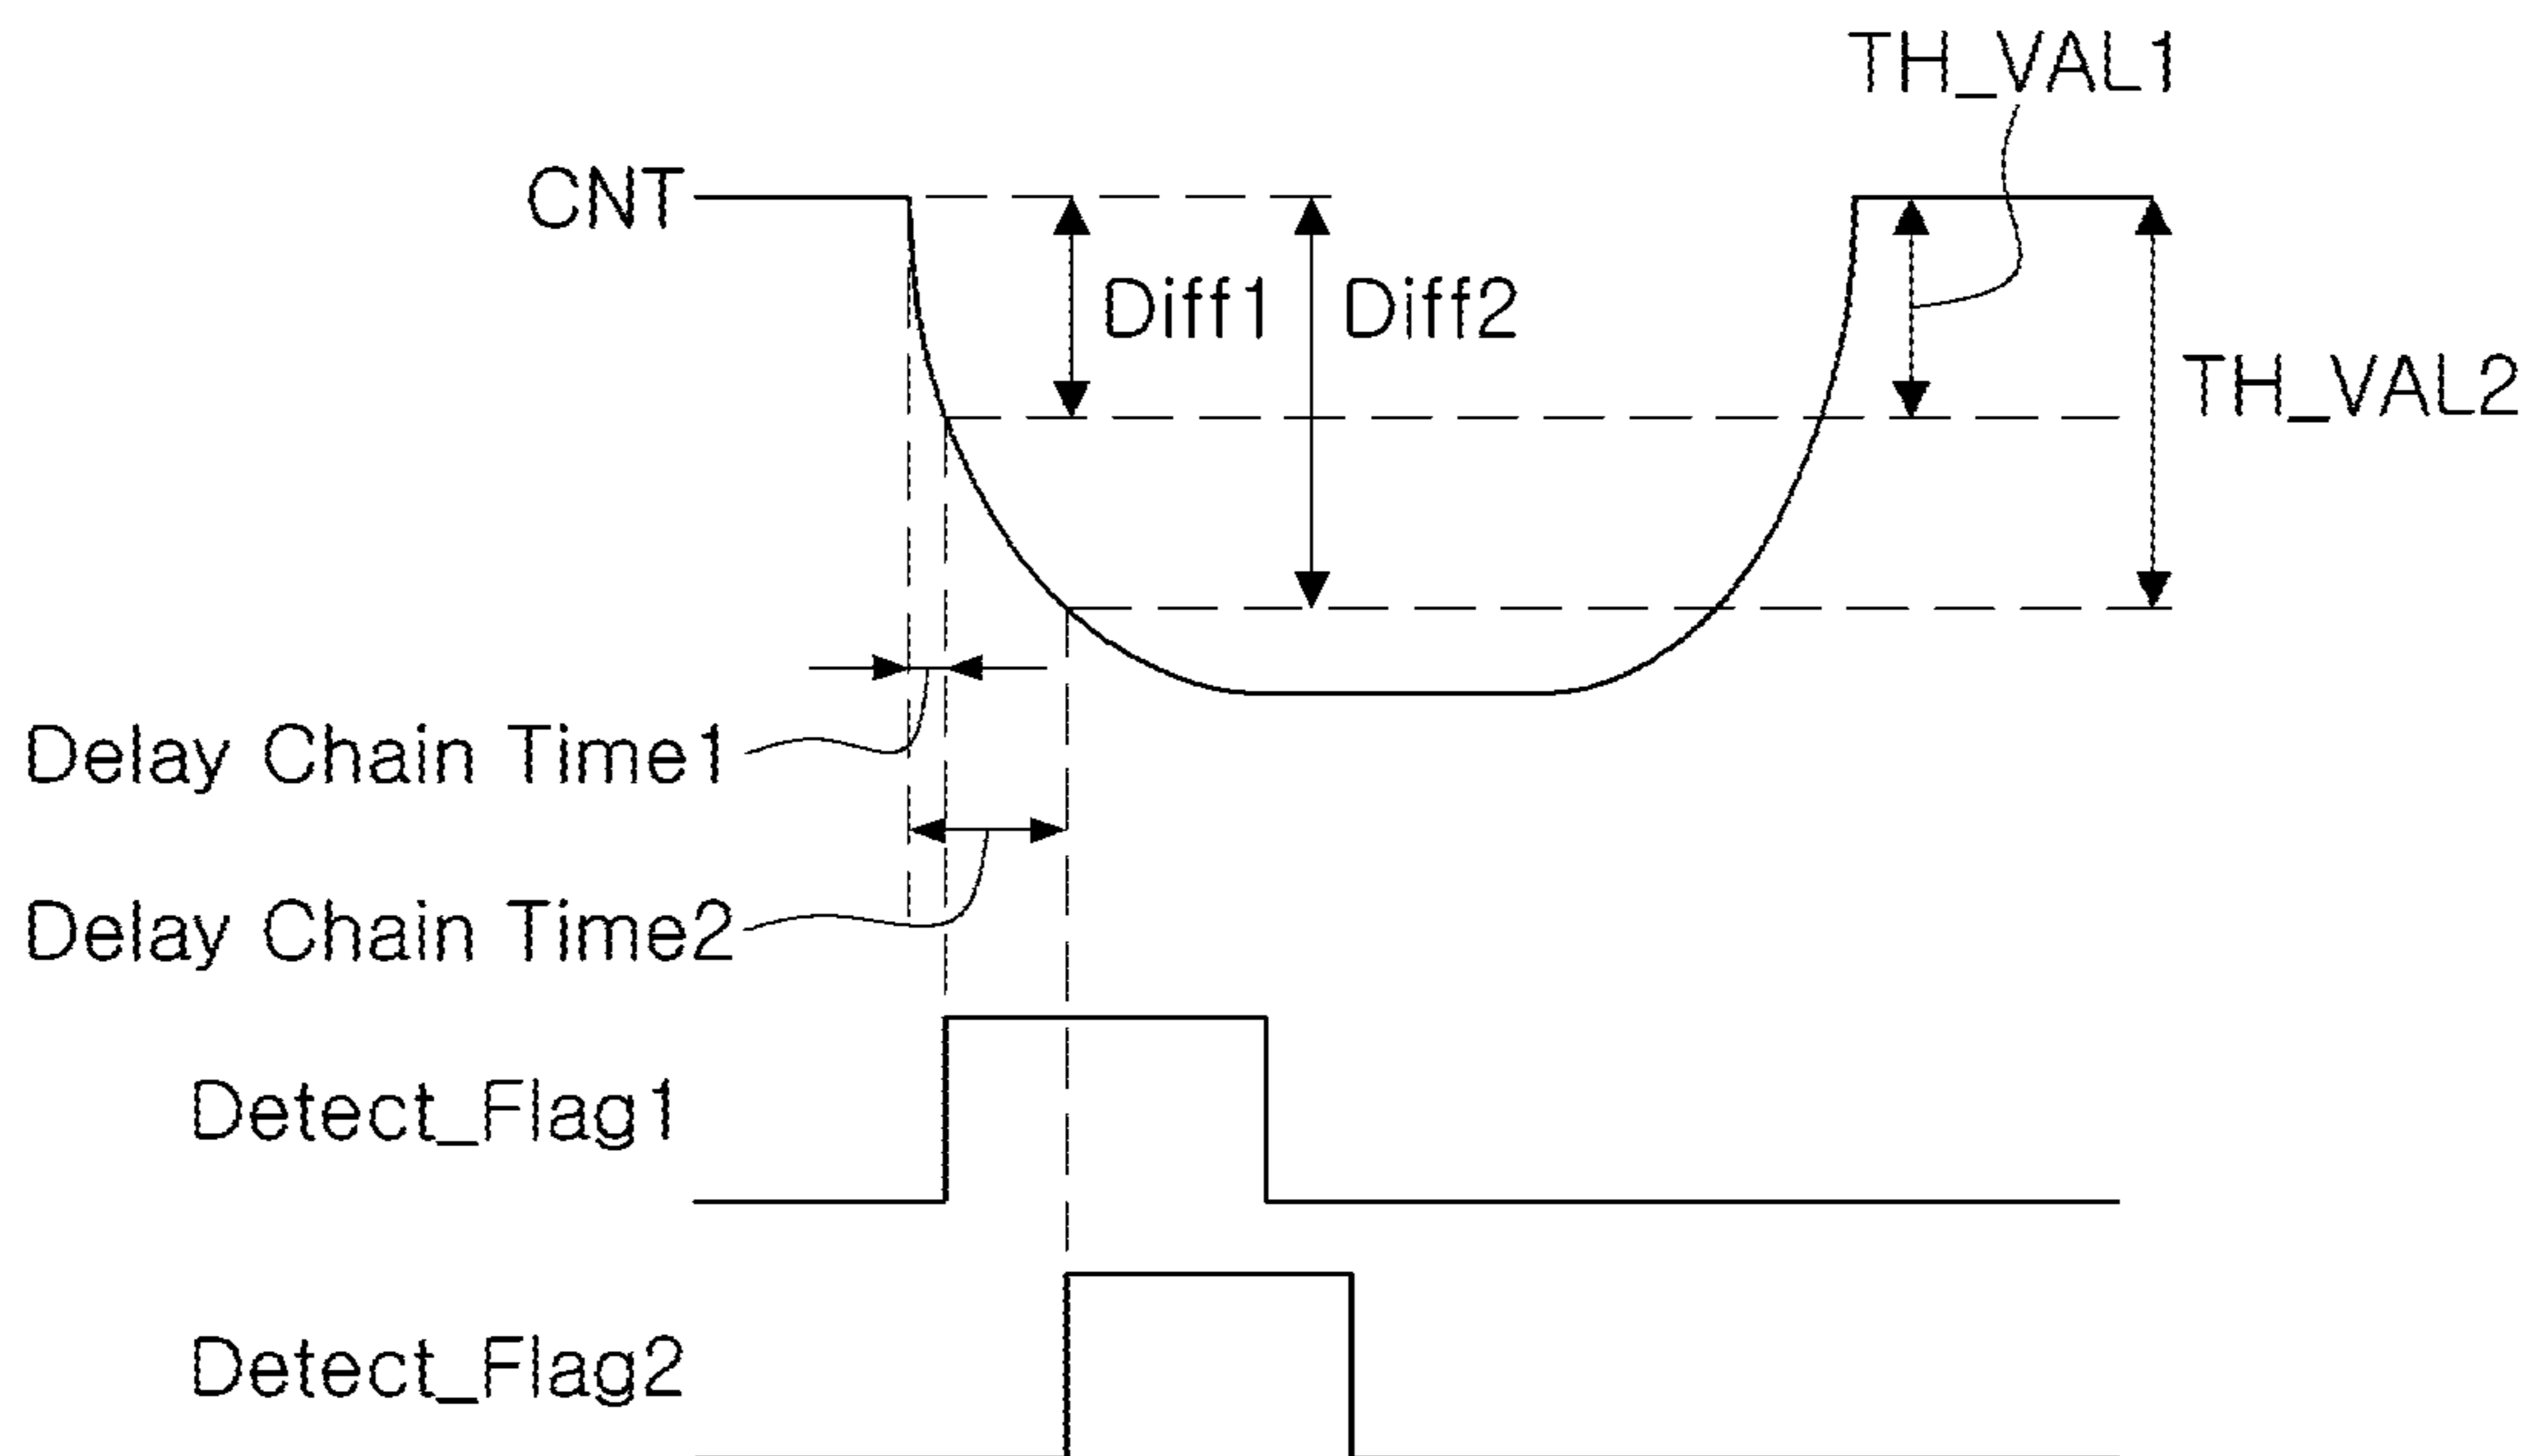 TH_VAL1
CNT
Diff1
Diff2
TH_VAL2
Delay Chain Time1
Delay Chain Time2
Detect_Flag1
Detect_Flag2